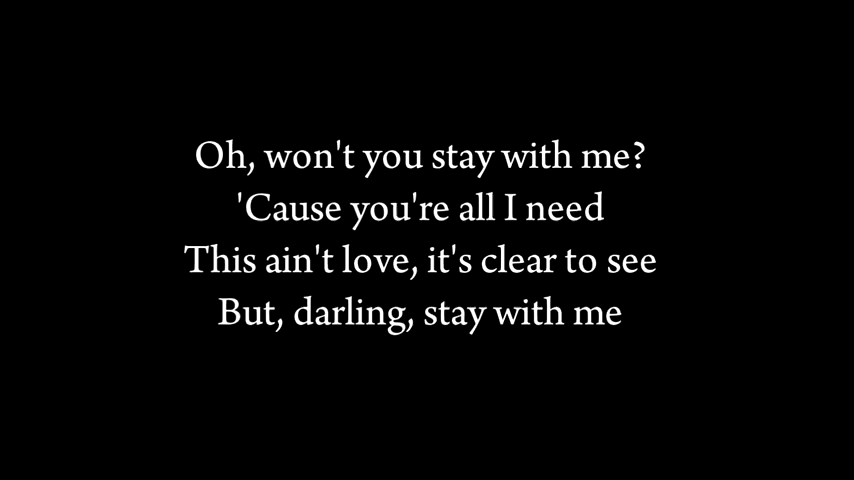 Oh, won't you stay with me?
'Cause you're all I need
This ain't love, it's clear to see
But, darling, stay with me